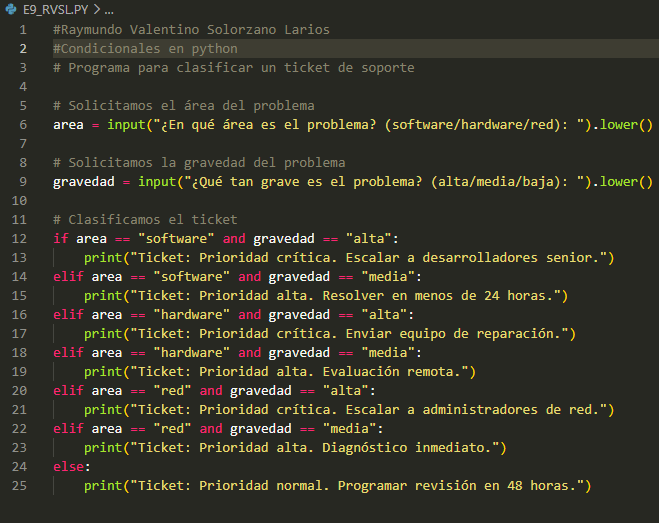 E9_RVSL.PY > ...
1 #Raymundo Valentino Solorzano Larios
2 #Condicionales en python
3 # Programa para clasificar un ticket de soporte
4
5 # Solicitamos el área del problema
6 area = input("¿En qué área es el problema? (software/hardware/red): ").lower()
7
8 # Solicitamos la gravedad del problema
9 gravedad = input("¿Qué tan grave es el problema? (alta/media/baja): ").lower()
10
11 # Clasificamos el ticket
12 if area == "software" and gravedad == "alta":
13     print("Ticket: Prioridad crítica. Escalar a desarrolladores senior.")
14 elif area == "software" and gravedad == "media":
15     print("Ticket: Prioridad alta. Resolver en menos de 24 horas.")
16 elif area == "hardware" and gravedad == "alta":
17     print("Ticket: Prioridad crítica. Enviar equipo de reparación.")
18 elif area == "hardware" and gravedad == "media":
19     print("Ticket: Prioridad alta. Evaluación remota.")
20 elif area == "red" and gravedad == "alta":
21     print("Ticket: Prioridad crítica. Escalar a administradores de red.")
22 elif area == "red" and gravedad == "media":
23     print("Ticket: Prioridad alta. Diagnóstico inmediato.")
24 else:
25     print("Ticket: Prioridad normal. Programar revisión en 48 horas.")